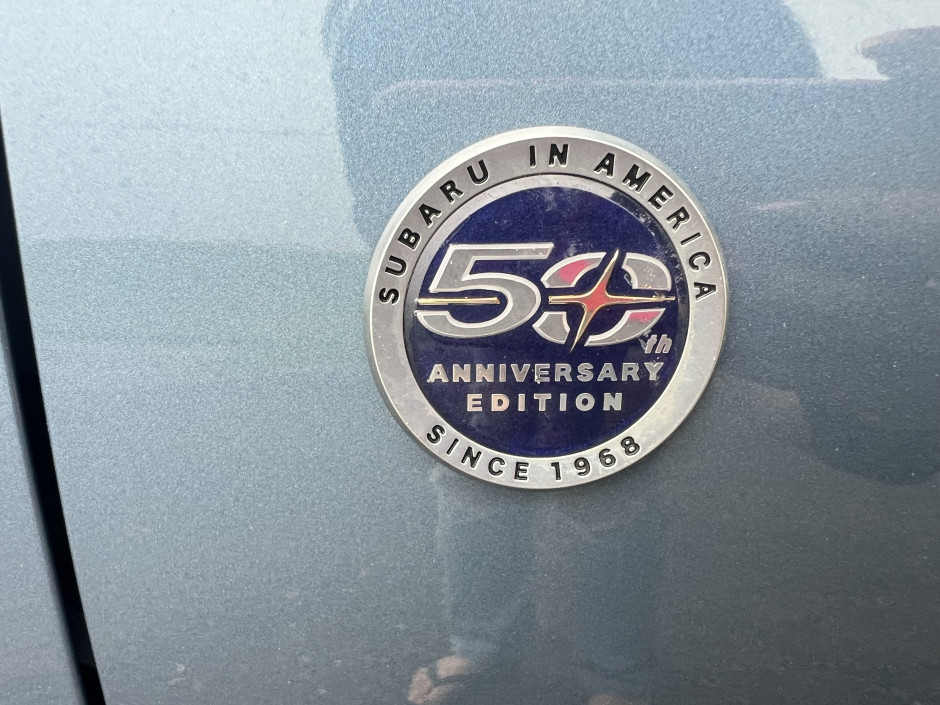 SUBARU IN AMERICA
50th
ANNIVERSARY
EDITION
SINCE 1968